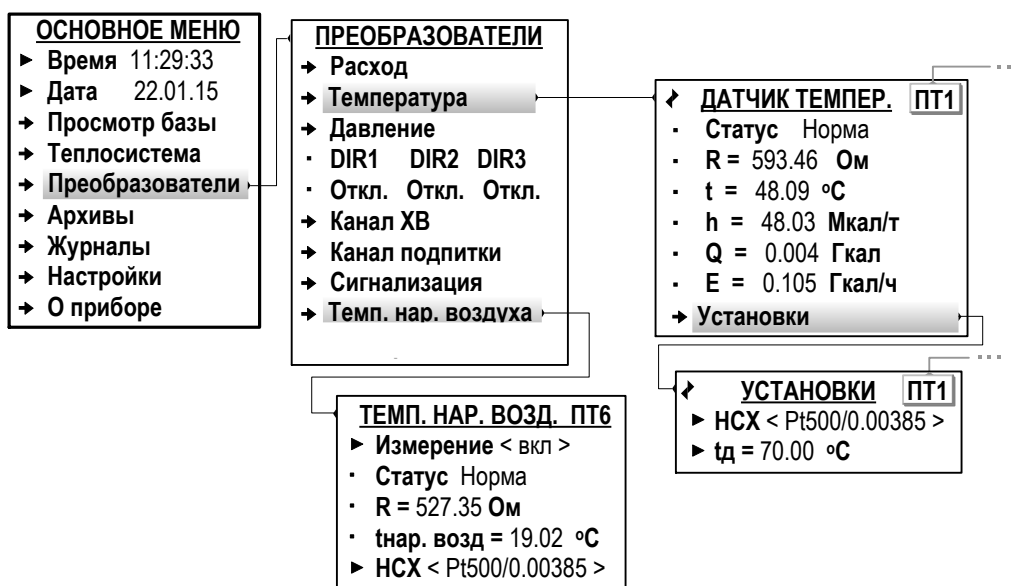 ОСНОВНОЕ МЕНЮ
Время 11:29:33
Дата 22.01.15
Просмотр базы
Теплосистема
Преобразователи
Архивы
Журналы
Настройки
О приборе
ПРЕОБРАЗОВАТЕЛИ
Расход
Температура
Давление
DIR1 DIR2 DIR3
Откл. Откл. Откл.
Канал ХВ
Канал подпитки
Сигнализация
Темп. нар. воздуха
ДАТЧИК ТЕМПЕР. ПТ1
Статус Норма
R = 593.46 Ом
t = 48.09 ºС
h = 48.03 Мкал/т
Q = 0.004 Гкал
E = 0.105 Гкал/ч
Установки
УСТАНОВКИ ПТ1
НСХ < Pt500/0.00385 >
tд = 70.00 ºС
ТЕМП. НАР. ВОЗД. ПТ6
Измерение < вкл >
Статус Норма
R = 527.35 Ом
tнар. возд = 19.02 ºС
НСХ < Pt500/0.00385 >